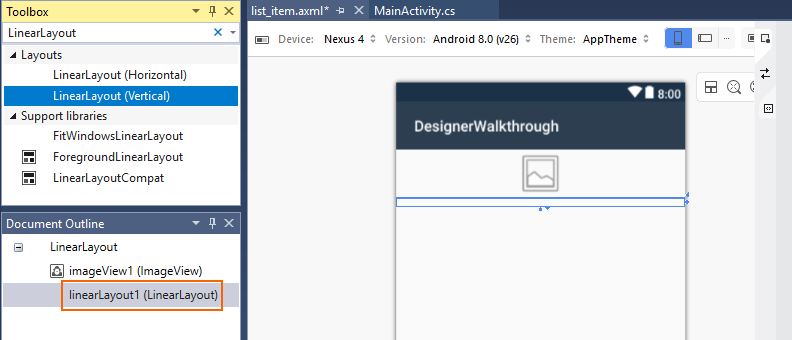 Toolbox
LinearLayout
Layouts
LinearLayout (Horizontal)
LinearLayout (Vertical)
Support libraries
FitWindowsLinearLayout
ForegroundLinearLayout
LinearLayoutCompat
Document Outline
LinearLayout
imageView1 (ImageView)
linearLayout1 (LinearLayout)
list_item.axml* MainActivity.cs
Device: Nexus 4 Version: Android 8.0 (v26) Theme: AppTheme
8:00
DesignerWalkthrough